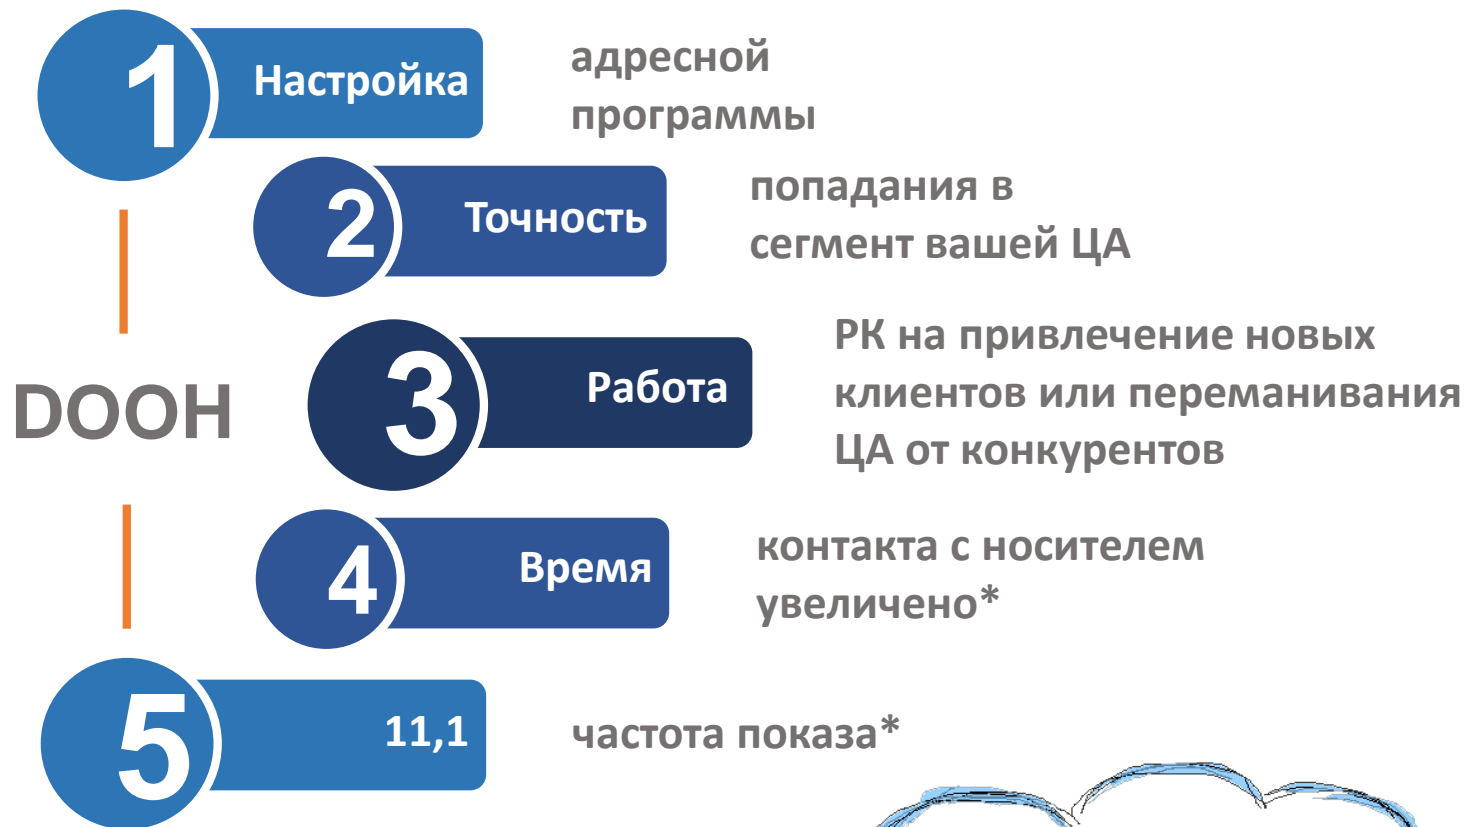 1
Настройка
адресной
программы
2
Точность
попадания в
сегмент вашей ЦА
DOOH
3
Работа
РК на привлечение новых
клиентов или переманивания
ЦА от конкурентов
4
Время
контакта с носителем
увеличено*
5
11,1
частота показа*